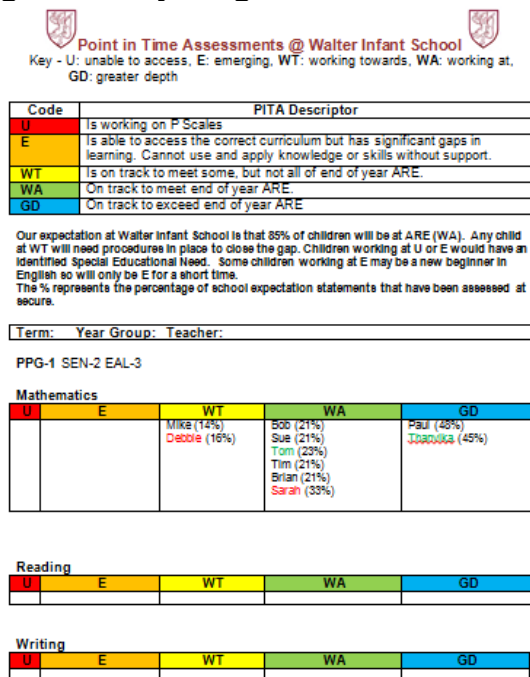 Point in Time Assessments @ Walter Infant School
Key - U: unable to access, E: emerging, WT: working towards, WA: working at,
GD: greater depth
Code PITA Descriptor
U Is working on P Scales
E Is able to access the correct curriculum but has significant gaps in
learning. Cannot use and apply knowledge or skills without support.
WT Is on track to meet some, but not all of end of year ARE.
WA On track to meet end of year ARE.
GD On track to exceed end of year ARE
Our expectation at Walter Infant School is that 85% of children will be at ARE (WA). Any child
at WT will need procedures in place to close the gap. Children working at U or E would have an
identified Special Educational Need. Some children working at E may be a new beginner in
English so will only be E for a short time.
The % represents the percentage of school expectation statements that have been assessed at
secure.
Term: Year Group: Teacher:
PPG-1 SEN-2 EAL-3
Mathematics
U E WT WA GD
Mike (14%) Bob (21%) Paul (48%)
Debbie (16%) Sue (21%) Thanvika (45%)
Tom (23%)
Tim (21%)
Brian (21%)
Sarah (33%)
Reading
U E WT WA GD
Writing
U E WT WA GD